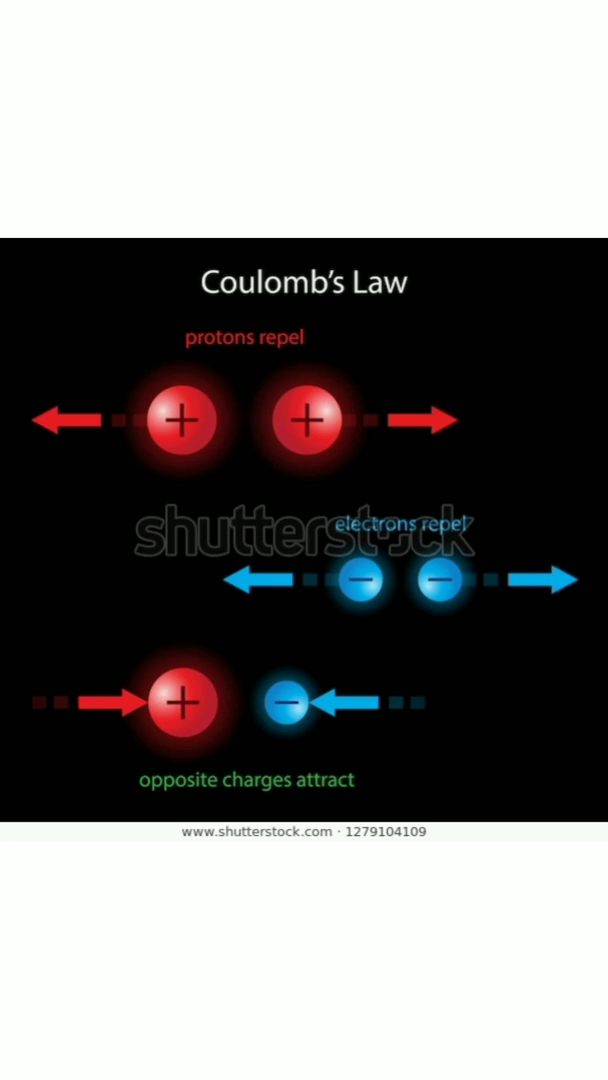 Coulomb's Law
protons repel
+ +
shutterstock
electrons repel
− −
+ −
opposite charges attract
www.shutterstock.com · 1279104109